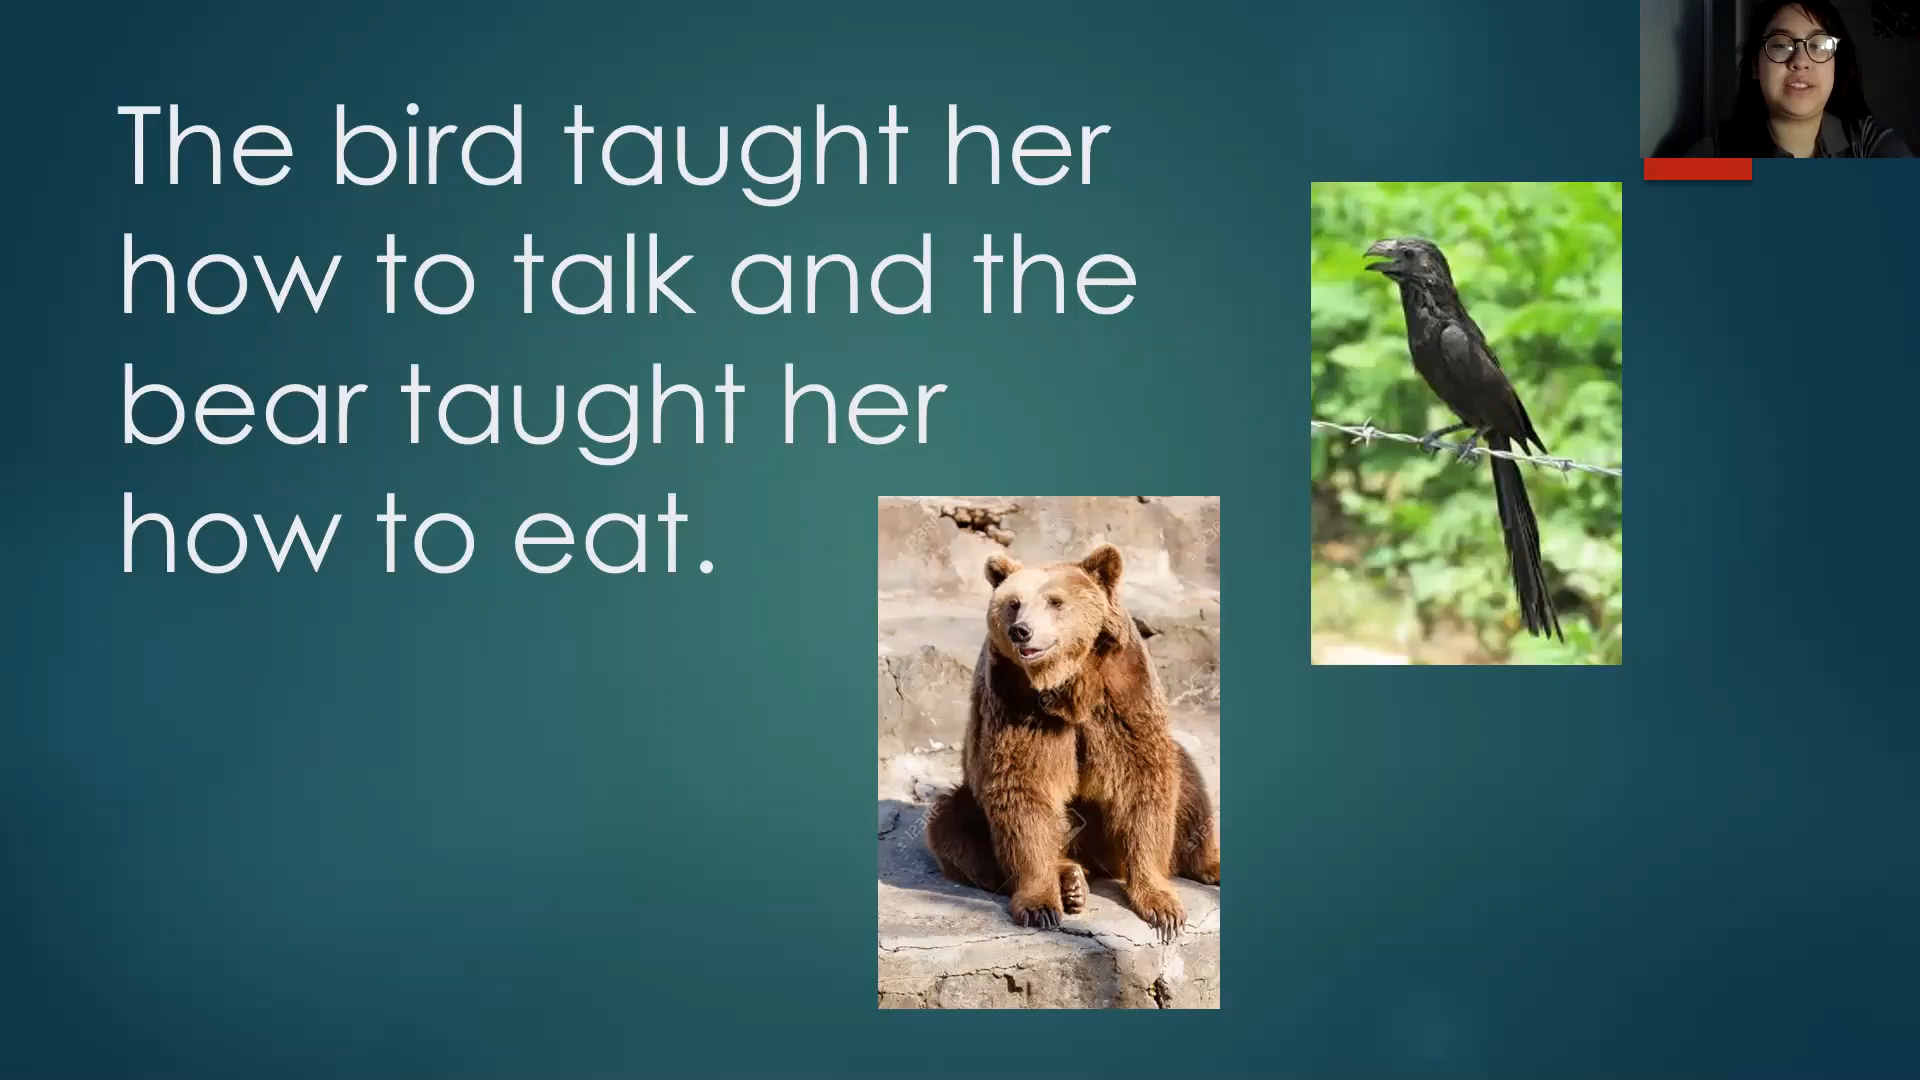 The bird taught her
how to talk and the
bear taught her
how to eat.